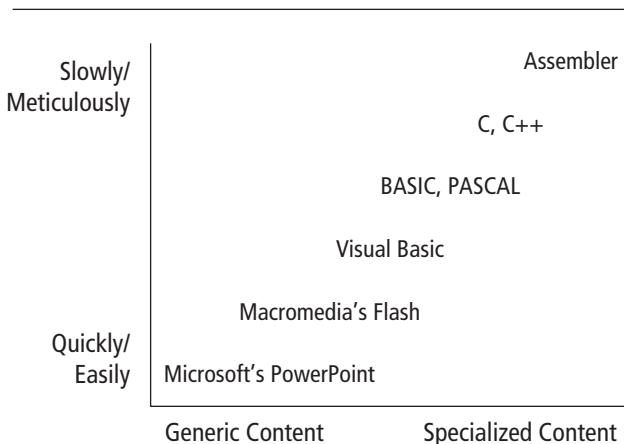 Slowly/
Meticulously
Assembler
C, C++
BASIC, PASCAL
Visual Basic
Macromedia’s Flash
Quickly/
Easily
Microsoft’s PowerPoint
Generic Content
Specialized Content